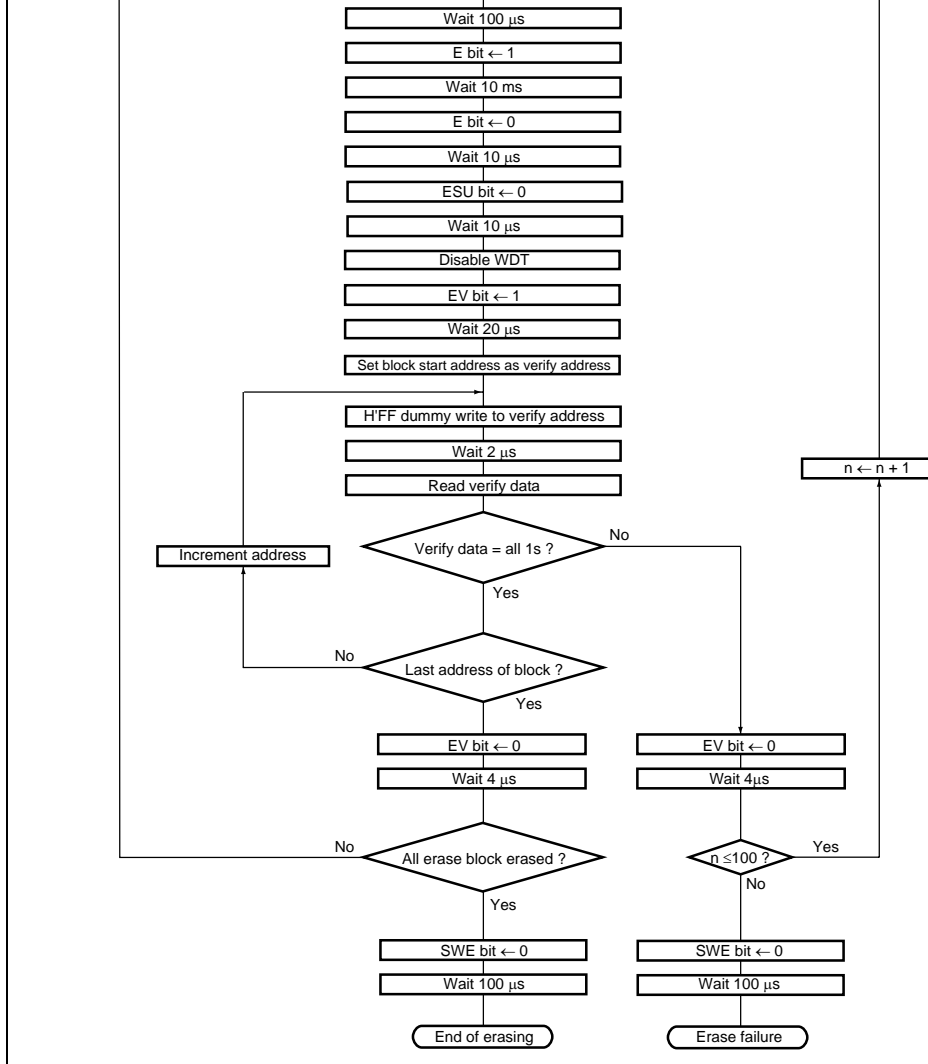 Wait 100 μs
E bit ← 1
Wait 10 ms
E bit ← 0
Wait 10 μs
ESU bit ← 0
Wait 10 μs
Disable WDT
EV bit ← 1
Wait 20 μs
Set block start address as verify address
H'FF dummy write to verify address
Wait 2 μs
n ← n + 1
Read verify data
No
Increment address
Verify data = all 1s ?
Yes
No
Last address of block ?
Yes
EV bit ← 0
EV bit ← 0
Wait 4 μs
Wait 4μs
No
All erase block erased ?
n ≤100 ?
Yes
Yes
No
SWE bit ← 0
SWE bit ← 0
Wait 100 μs
Wait 100 μs
End of erasing
Erase failure